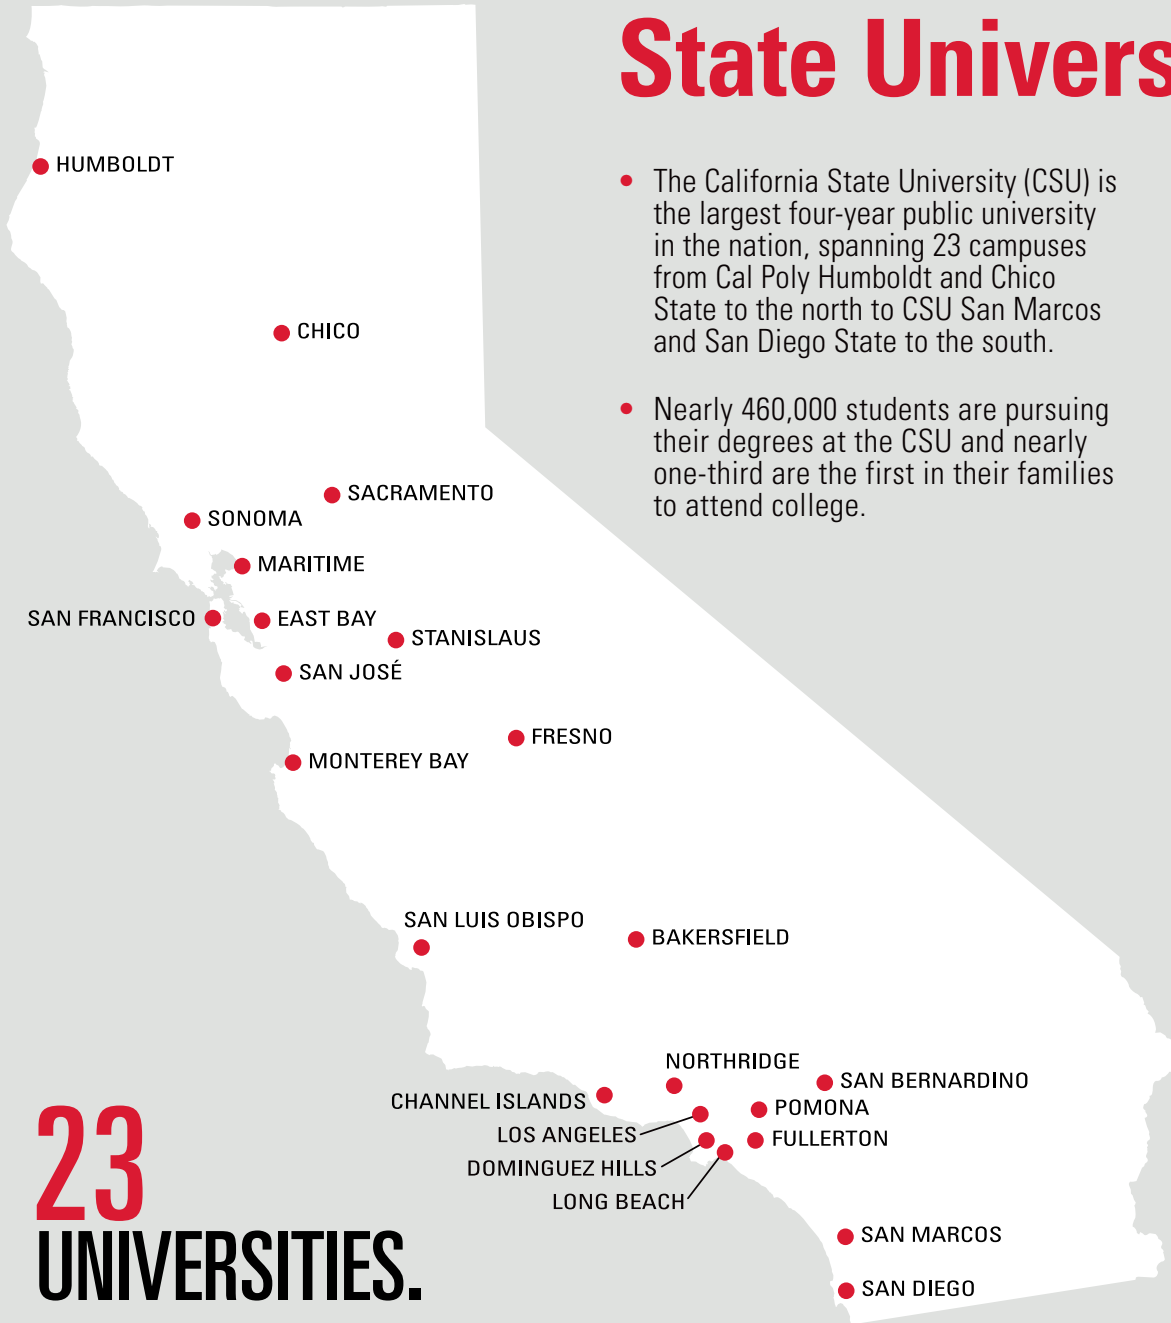 State Univers
• The California State University (CSU) is
the largest four-year public university
in the nation, spanning 23 campuses
from Cal Poly Humboldt and Chico
State to the north to CSU San Marcos
and San Diego State to the south.
• Nearly 460,000 students are pursuing
their degrees at the CSU and nearly
one-third are the first in their families
to attend college.
HUMBOLDT
CHICO
SACRAMENTO
SONOMA
MARITIME
SAN FRANCISCO
EAST BAY
STANISLAUS
SAN JOSÉ
FRESNO
MONTEREY BAY
SAN LUIS OBISPO
BAKERSFIELD
NORTHRIDGE
SAN BERNARDINO
CHANNEL ISLANDS
POMONA
LOS ANGELES
FULLERTON
DOMINGUEZ HILLS
LONG BEACH
SAN MARCOS
SAN DIEGO
23
UNIVERSITIES.